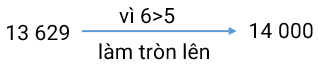 vì 6>5
13 629
14 000
làm tròn lên